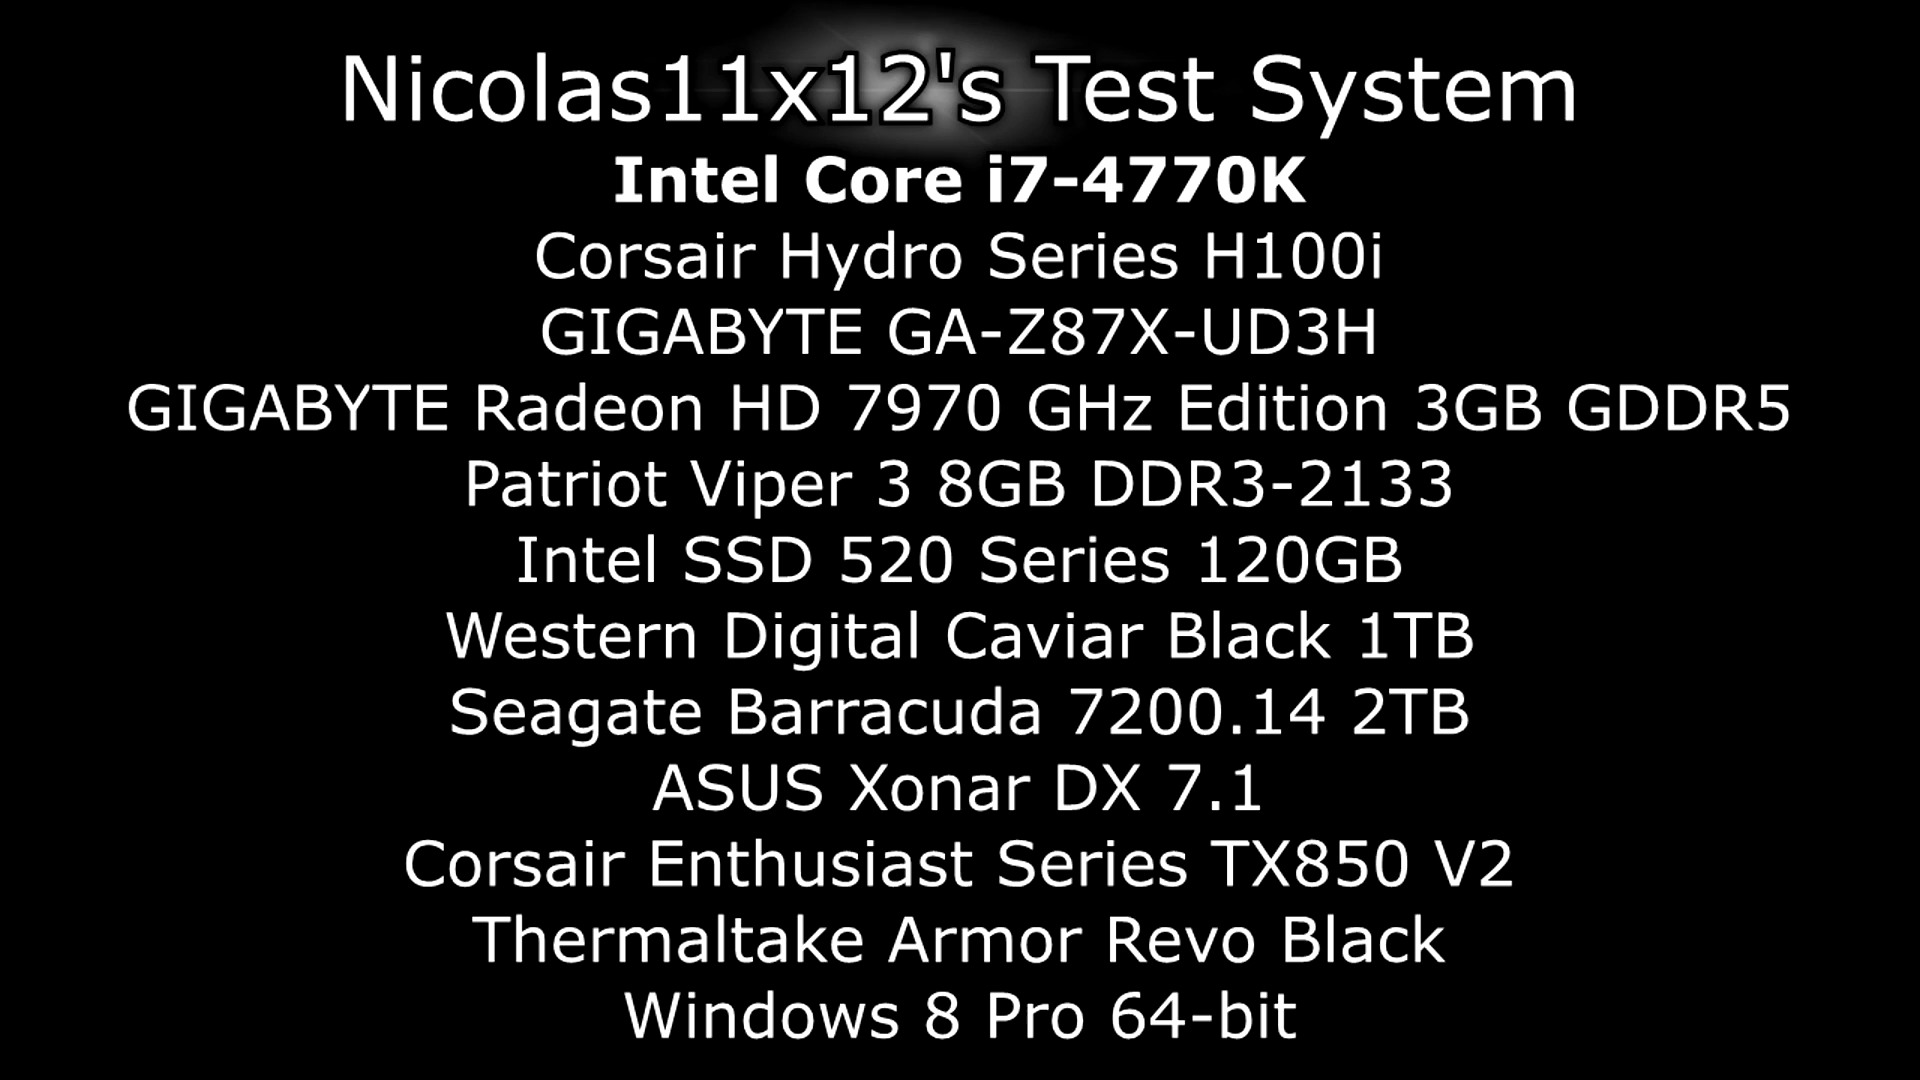 Nicolas11x12's Test System
Intel Core i7-4770K
Corsair Hydro Series H100i
GIGABYTE GA-Z87X-UD3H
GIGABYTE Radeon HD 7970 GHz Edition 3GB GDDR5
Patriot Viper 3 8GB DDR3-2133
Intel SSD 520 Series 120GB
Western Digital Caviar Black 1TB
Seagate Barracuda 7200.14 2TB
ASUS Xonar DX 7.1
Corsair Enthusiast Series TX850 V2
Thermaltake Armor Revo Black
Windows 8 Pro 64-bit